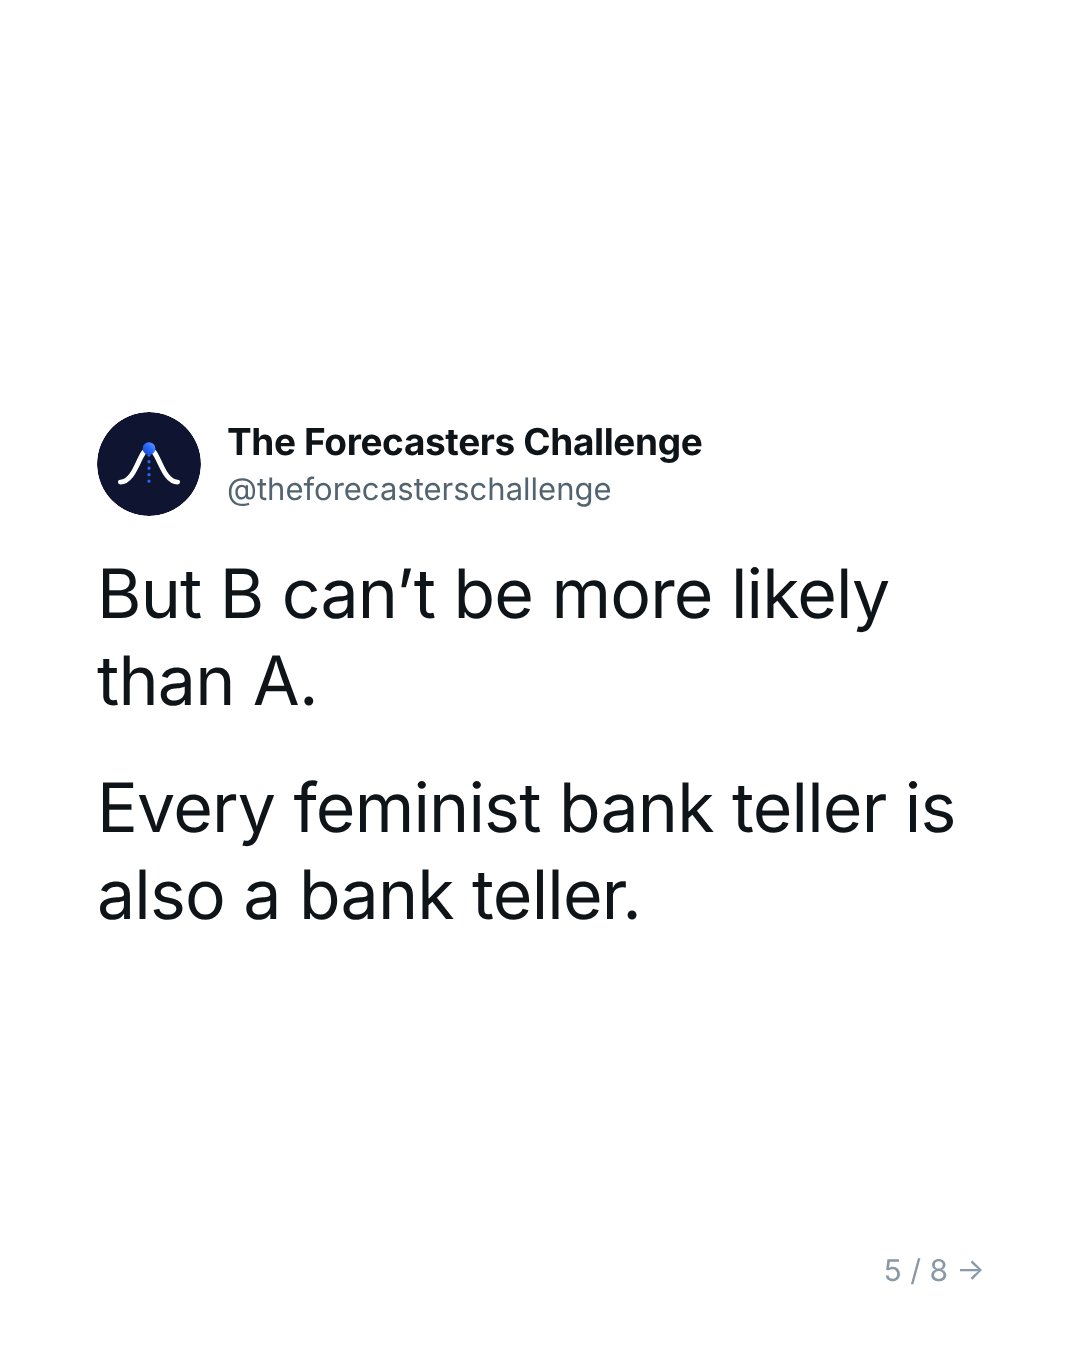 The Forecasters Challenge
@theforecasterschallenge
But B can’t be more likely
than A.
Every feminist bank teller is
also a bank teller.
5 / 8 →